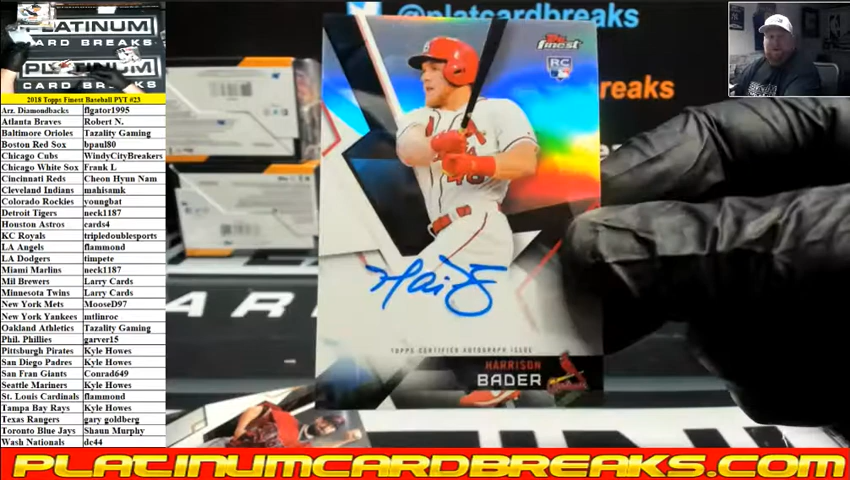 PLATINUM
CARD BREAKS
PLATINUM
CARD BREAKS
@platcardbreaks
2018 Topps Finest Baseball PYT #23
Arz. Diamondbacks flgator1995
Atlanta Braves Robert N.
Baltimore Orioles Tazality Gaming
Boston Red Sox bpaul80
Chicago Cubs WindyCityBreakers
Chicago White Sox Frank L
Cincinnati Reds Cheon Hyun Nam
Cleveland Indians mahisamk
Colorado Rockies youngbat
Detroit Tigers neck1187
Houston Astros cards4
KC Royals tripledoublesports
LA Angels flammond
LA Dodgers timpete
Miami Marlins neck1187
Mil Brewers Larry Cards
Minnesota Twins Larry Cards
New York Mets MooseD97
New York Yankees mtlinroc
Oakland Athletics Tazality Gaming
Phil. Phillies garver15
Pittsburgh Pirates Kyle Howes
San Diego Padres Kyle Howes
San Fran Giants Conrad649
Seattle Mariners Kyle Howes
St. Louis Cardinals flammond
Tampa Bay Rays Kyle Howes
Texas Rangers gary goldberg
Toronto Blue Jays Shaun Murphy
Wash Nationals dc44
Topps
finest
RC
reaks
48
TOPPS CERTIFIED AUTOGRAPH ISSUE
HARRISON
BADER
Cardinals
PLATINUMCARDBREAKS.COM